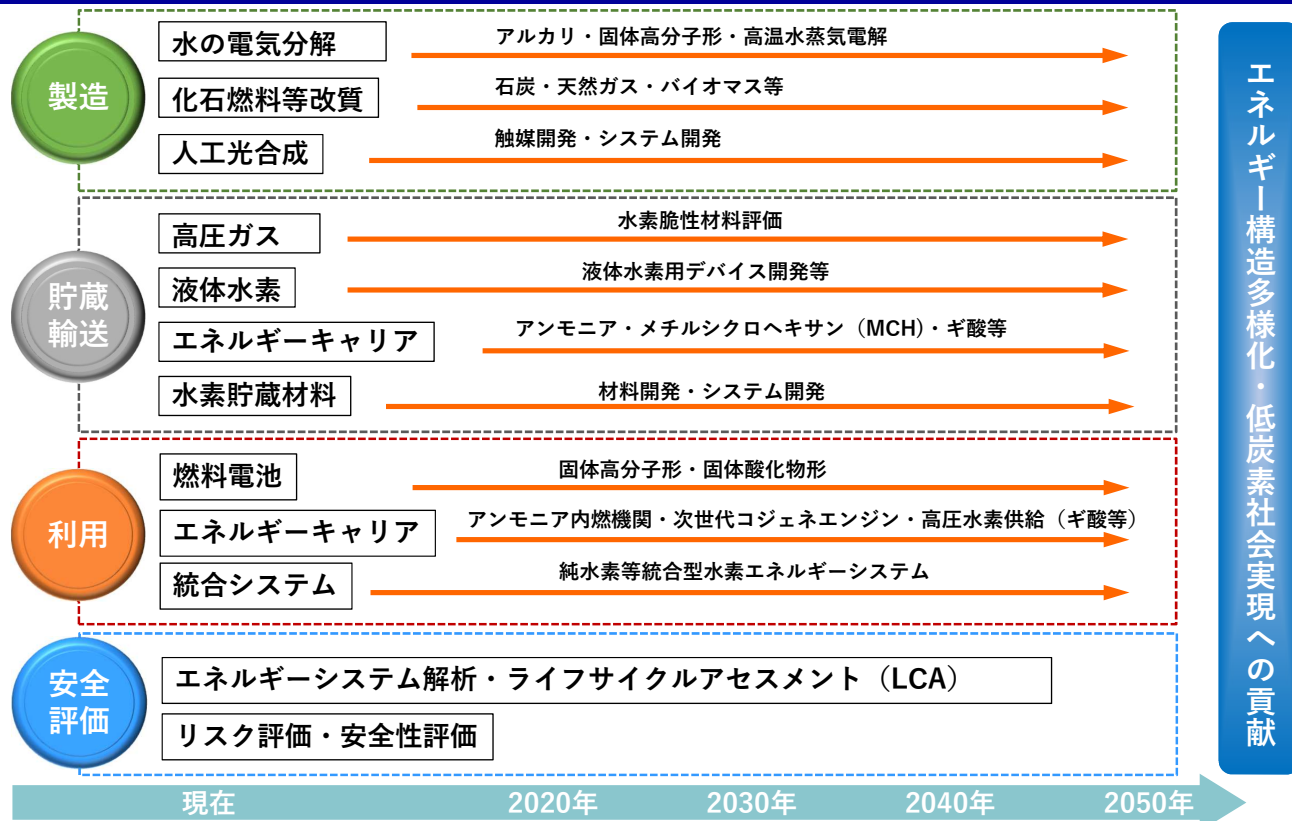 製造
水の電気分解
アルカリ・固体高分子形・高温水蒸気電解
化石燃料等改質
石炭・天然ガス・バイオマス等
人工光合成
触媒開発・システム開発
貯蔵
輸送
高圧ガス
水素脆性材料評価
液体水素
液体水素用デバイス開発等
エネルギーキャリア
アンモニア・メチルシクロヘキサン（MCH)・ギ酸等
水素貯蔵材料
材料開発・システム開発
利用
燃料電池
固体高分子形・固体酸化物形
エネルギーキャリア
アンモニア内燃機関・次世代コジェネエンジン・高圧水素供給（ギ酸等）
統合システム
純水素等統合型水素エネルギーシステム
安全
評価
エネルギーシステム解析・ライフサイクルアセスメント（LCA）
リスク評価・安全性評価
エネルギー構造多様化・低炭素社会実現への貢献
現在
2020年
2030年
2040年
2050年